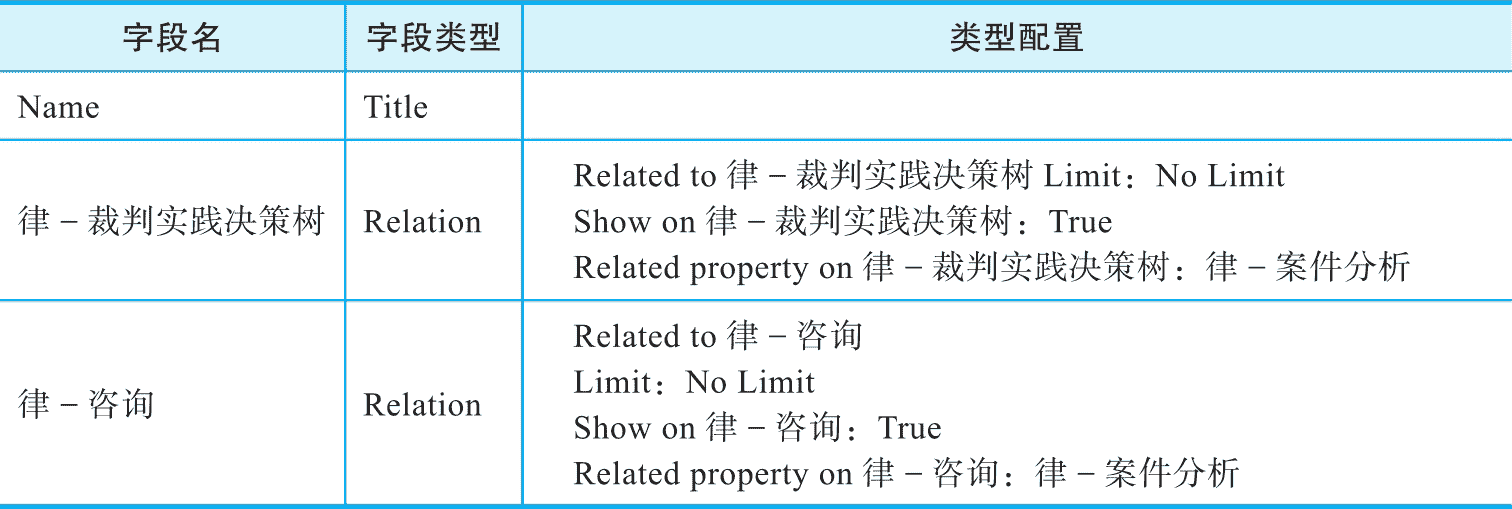 字段名 字段类型 类型配置
Name Title
律－裁判实践决策树 Relation
Related to 律－裁判实践决策树 Limit：No Limit
Show on 律－裁判实践决策树：True
Related property on 律－裁判实践决策树：律－案件分析
律－咨询 Relation
Related to 律－咨询
Limit：No Limit
Show on 律－咨询：True
Related property on 律－咨询：律－案件分析